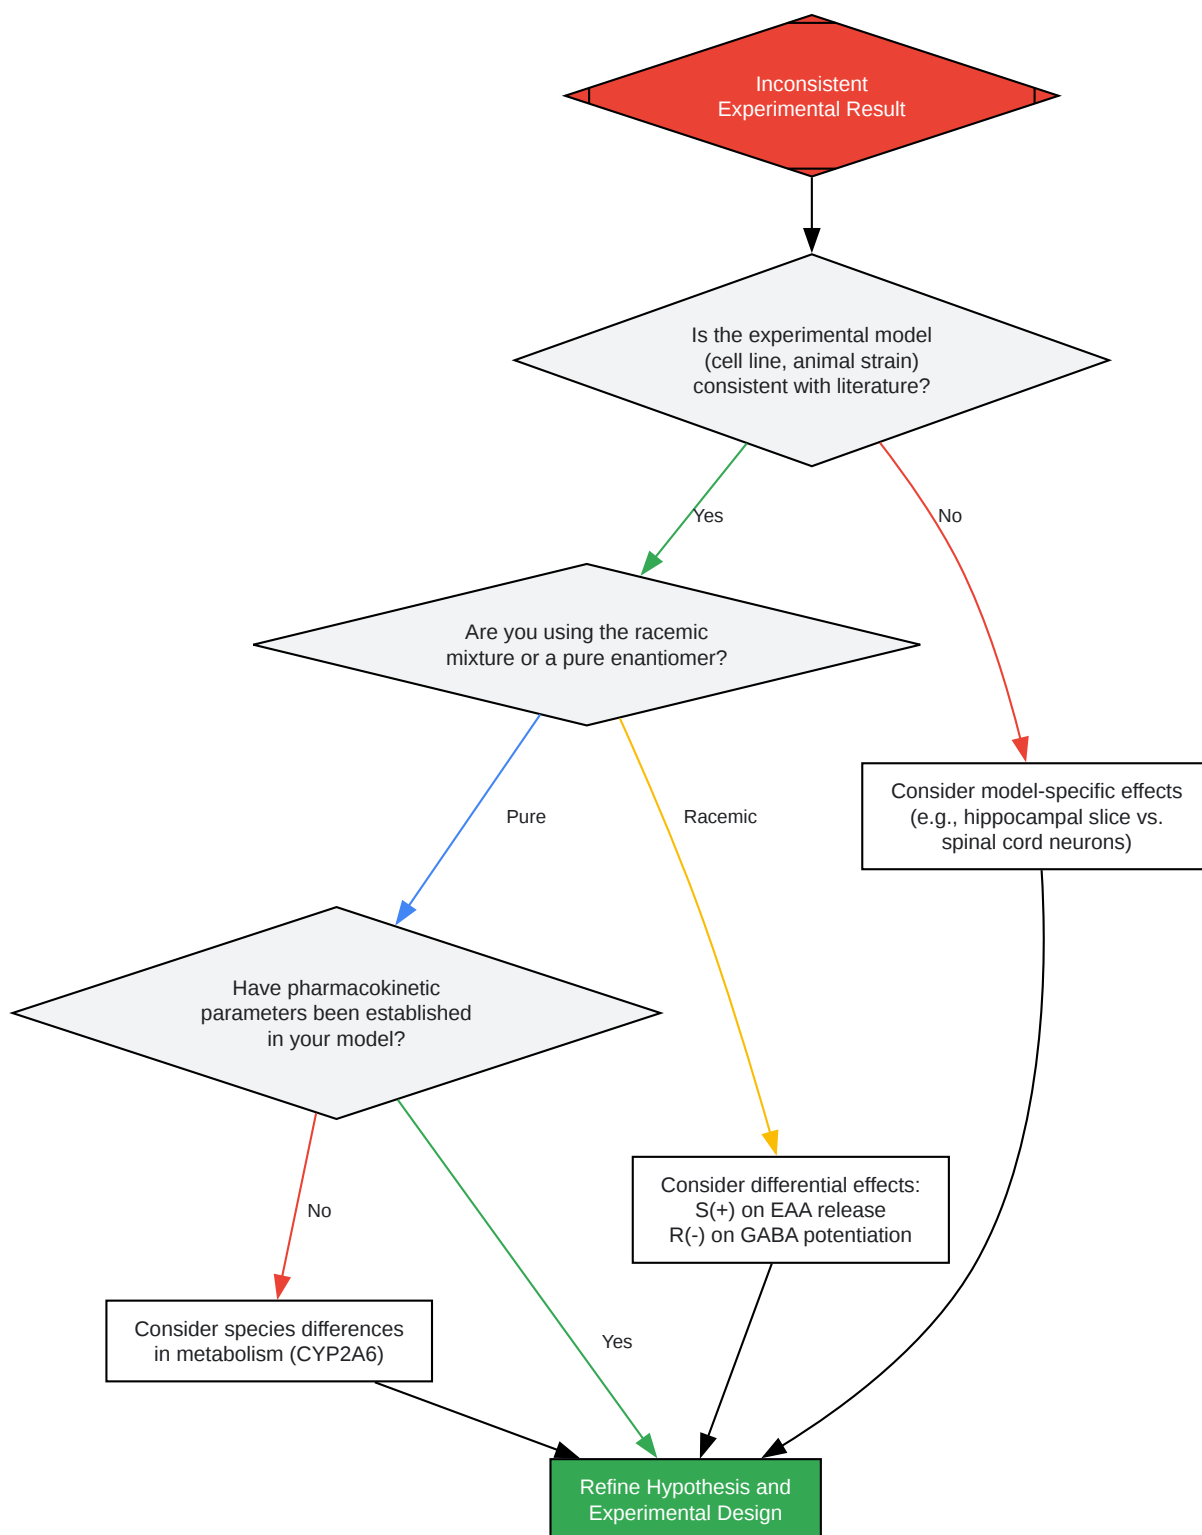 Inconsistent
Experimental Result
Is the experimental model
(cell line, animal strain)
consistent with literature?
Yes
No
Are you using the racemic
mixture or a pure enantiomer?
Pure
Racemic
Consider model-specific effects
(e.g., hippocampal slice vs.
spinal cord neurons)
Have pharmacokinetic
parameters been established
in your model?
No
Yes
Consider differential effects:
S(+) on EAA release
R(-) on GABA potentiation
Consider species differences
in metabolism (CYP2A6)
Refine Hypothesis and
Experimental Design